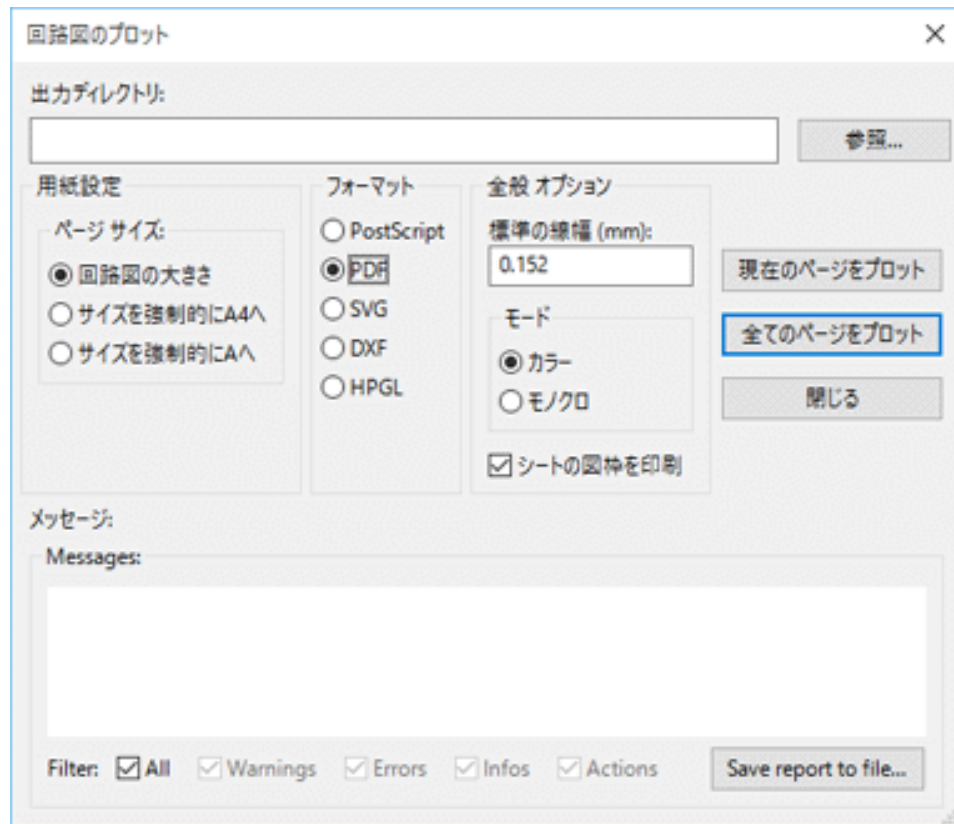 回路図のプロット
出力ディレクトリ:
参照...
用紙設定
ページ サイズ:
回路図の大きさ
サイズを強制的にA4へ
サイズを強制的にAへ
フォーマット
PostScript
PDF
SVG
DXF
HPGL
全般 オプション
標準の線幅 (mm):
0.152
モード
カラー
モノクロ
シートの図枠を印刷
現在のページをプロット
全てのページをプロット
閉じる
メッセージ:
Messages:
Filter: All Warnings Errors Infos Actions Save report to file...